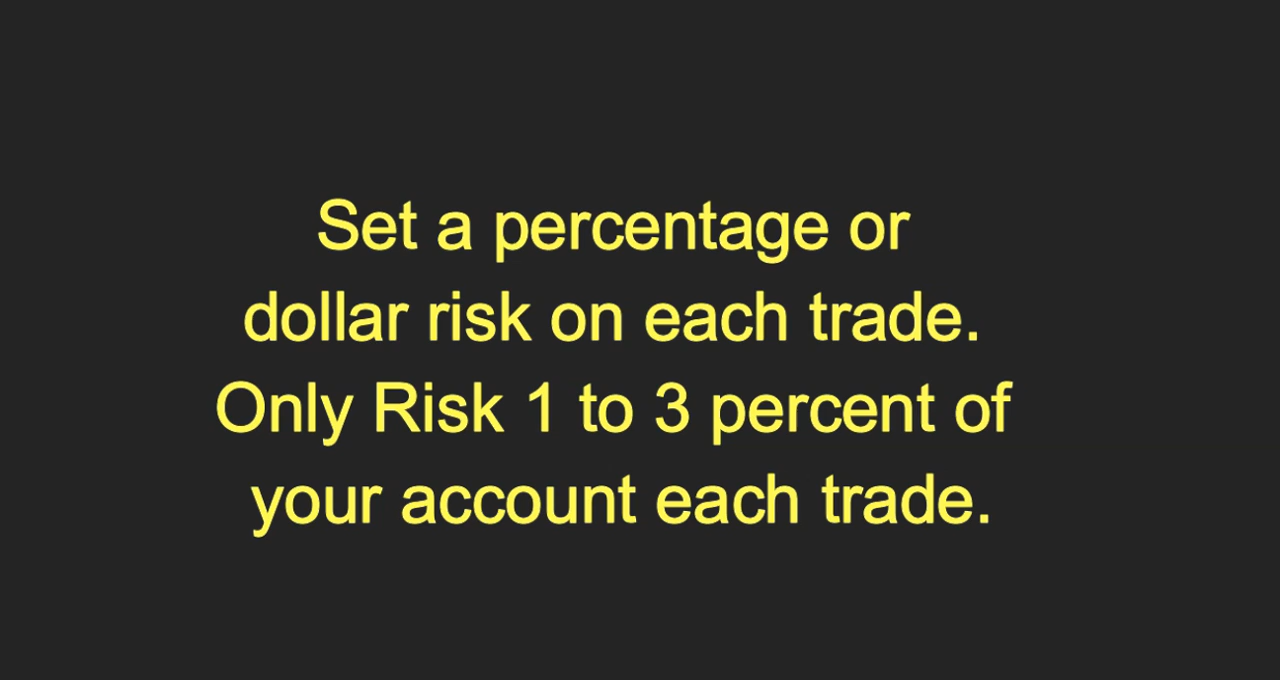 Set a percentage or
dollar risk on each trade.
Only Risk 1 to 3 percent of
your account each trade.